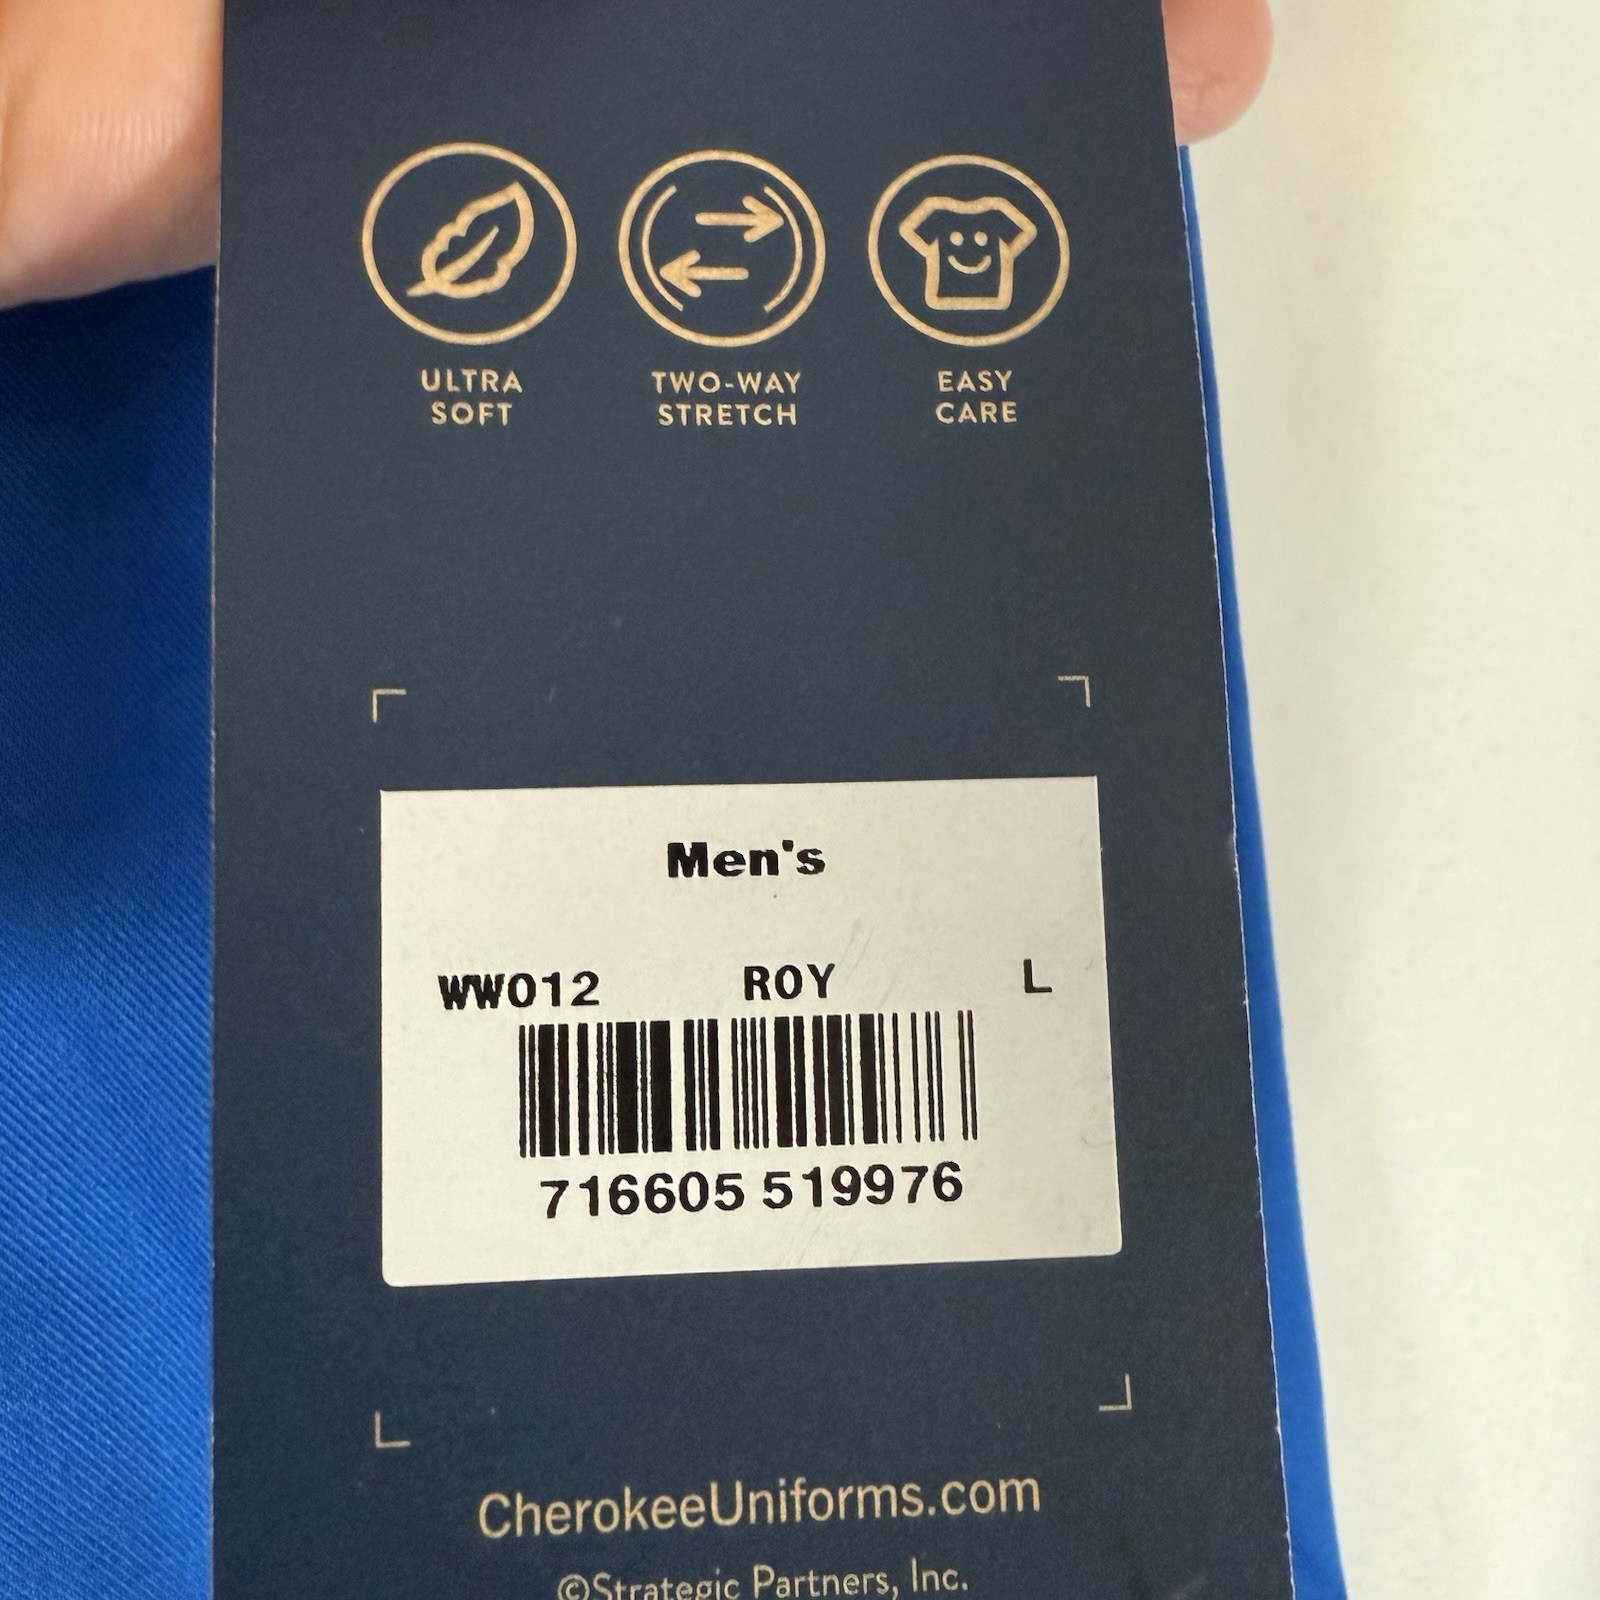 ULTRA
SOFT
TWO-WAY
STRETCH
EASY
CARE
Men's
WW012 ROY L
716605 519976
CherokeeUniforms.com
©Strategic Partners, Inc.